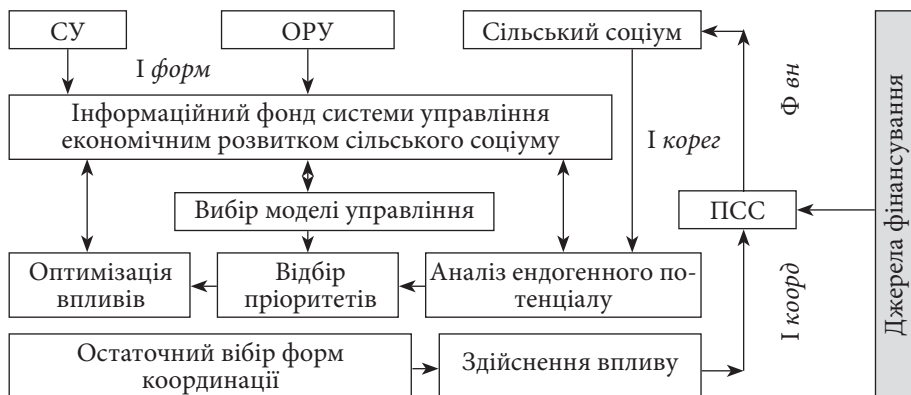 СУ
ОРУ
Сільський соціум
І форм
Ф вн
Інформаційний фонд системи управління
економічним розвитком сільського соціуму
І корег
Вибір моделі управління
ПСС
Джерела фінансування
Оптимізація
впливів
Відбір
пріоритетів
Аналіз ендогенного по-
тенціалу
І коорд
Остаточний вібір форм
координації
Здійснення впливу